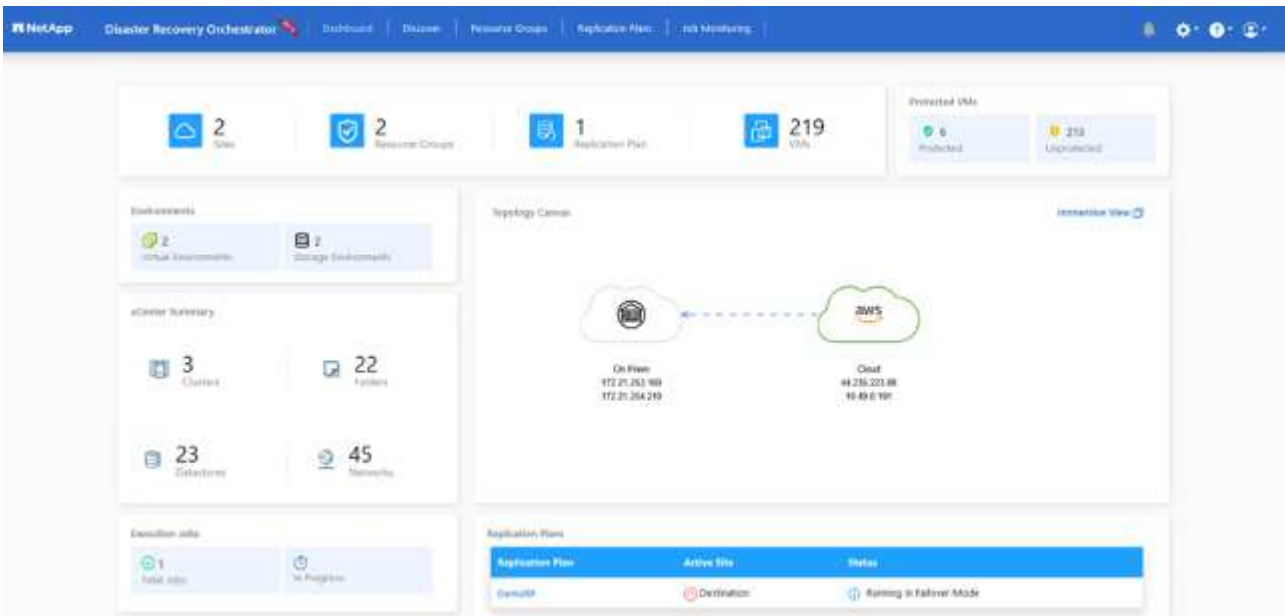 NetApp
Disaster Recovery Orchestrator
Dashboard
Discover
Resource Groups
Replication Plans
Job Monitoring
2
Sites
2
Resource Groups
1
Replication Plan
219
VMs
Protected VMs
6
Protected
213
Unprotected
Environments
2
Virtual Environments
2
Storage Environments
Topology Canvas
Immersive View
vCenter Summary
3
Clusters
22
Folders
23
Datastores
45
Networks
aws
On Prem
Cloud
Execution Jobs
1
In Progress
Replication Plans
Replication Plan
Active Site
Status
DemoRP
Destination
Running in Failover Mode